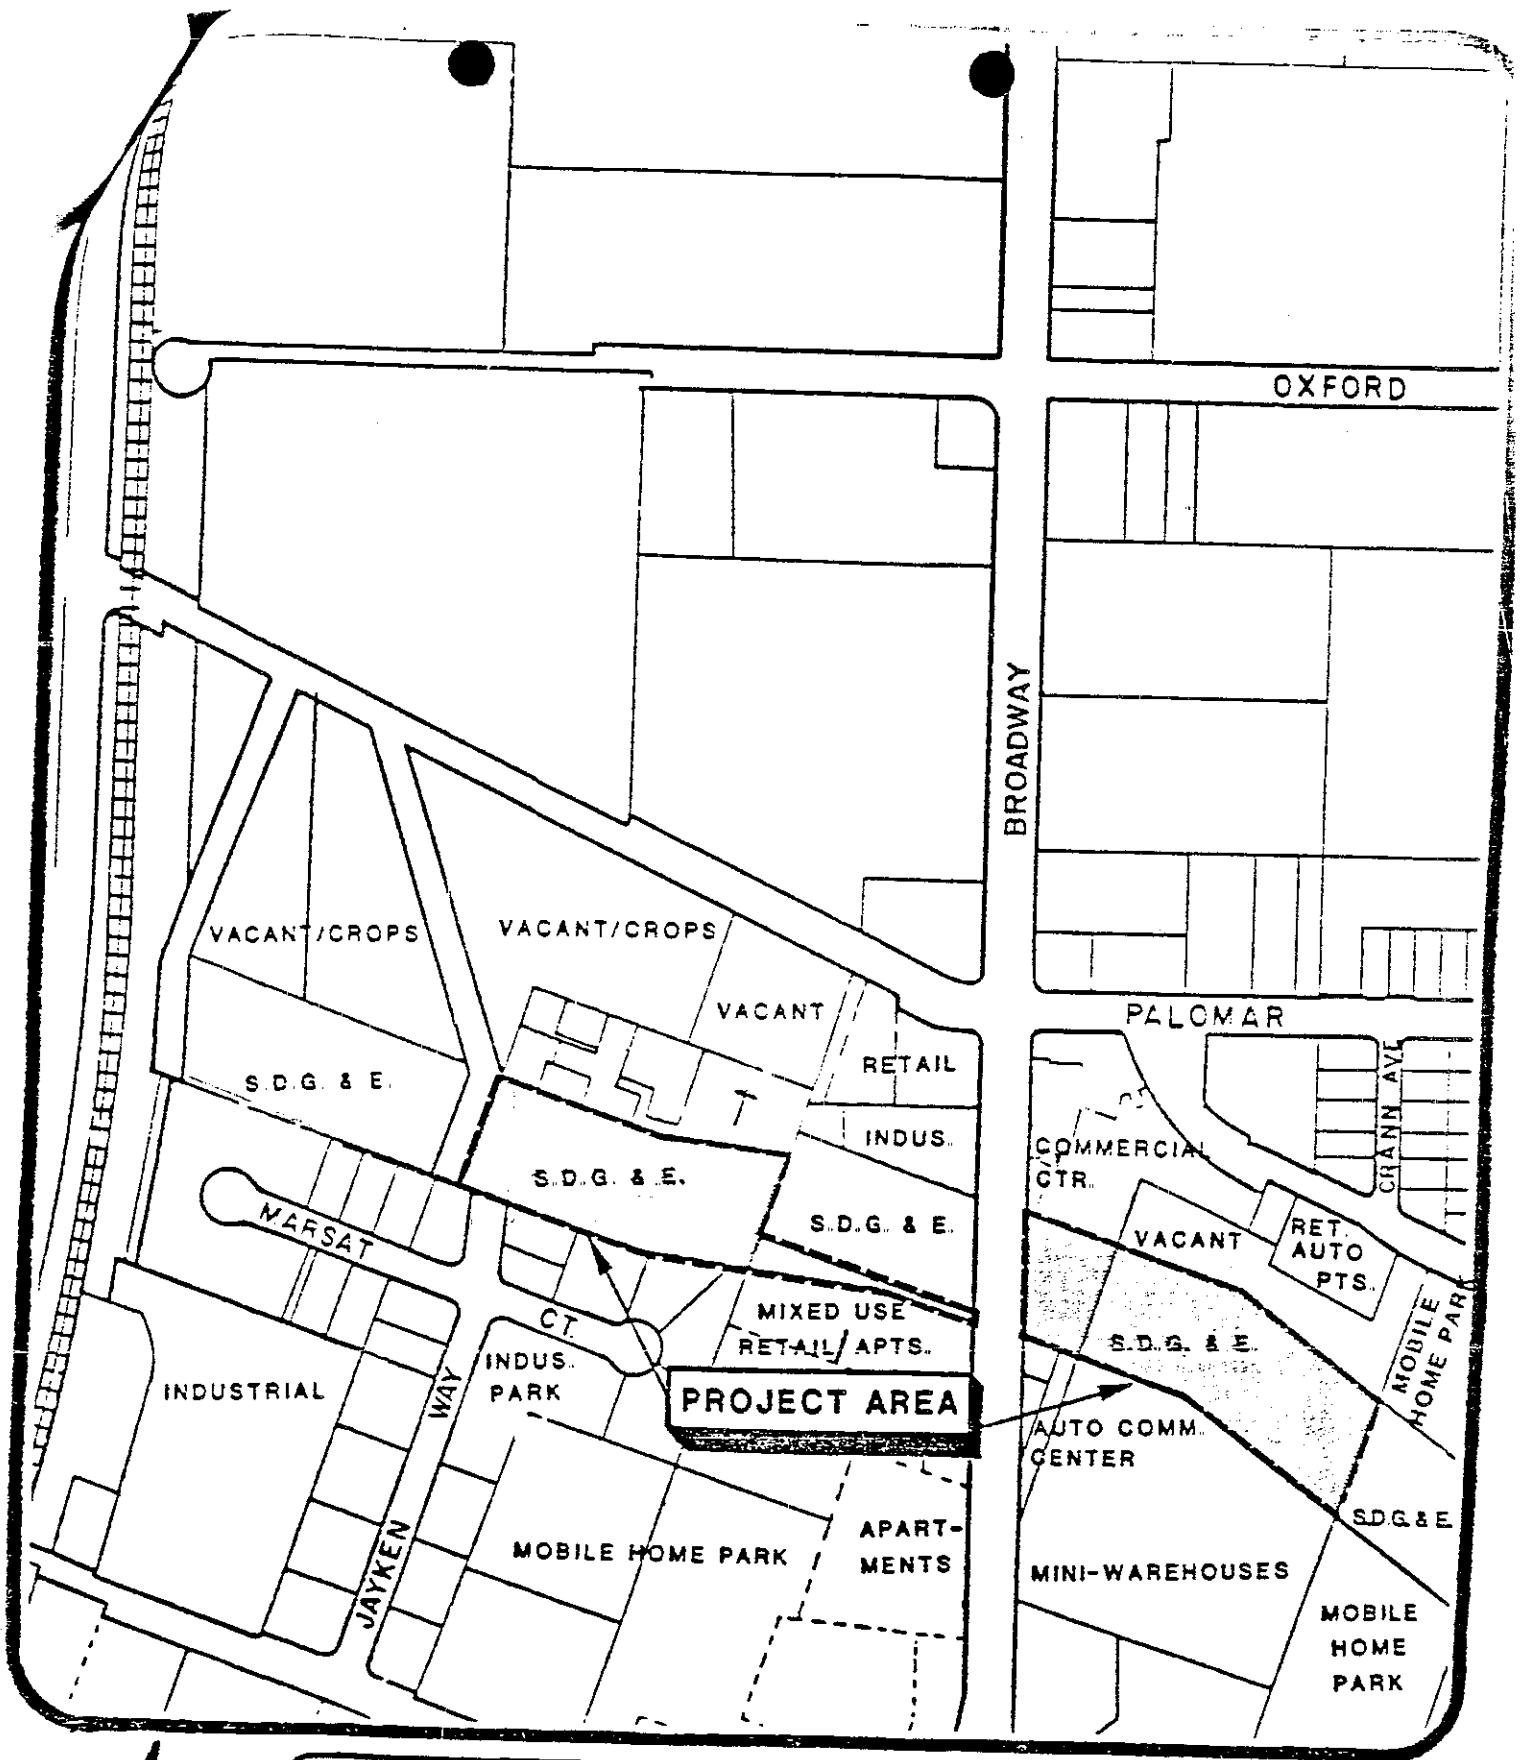 OXFORD
BROADWAY
VACANT/CROPS
VACANT/CROPS
VACANT
PALOMAR
RETAIL
S.D.G. & E.
CRANN AVE
INDUS.
COMMERCIAL
CTR.
S.D.G. & E.
S.D.G. & E.
MARSAT
VACANT
RET.
AUTO
PTS.
CT.
MIXED USE
RETAIL/APTS.
S.D.G. & E.
MOBILE
HOME PARK
INDUS.
PARK
INDUSTRIAL
WAY
PROJECT AREA
AUTO COMM.
CENTER
S.D.G. & E.
APART-
MENTS
MOBILE HOME PARK
JAYKEN
MINI-WAREHOUSES
MOBILE
HOME
PARK